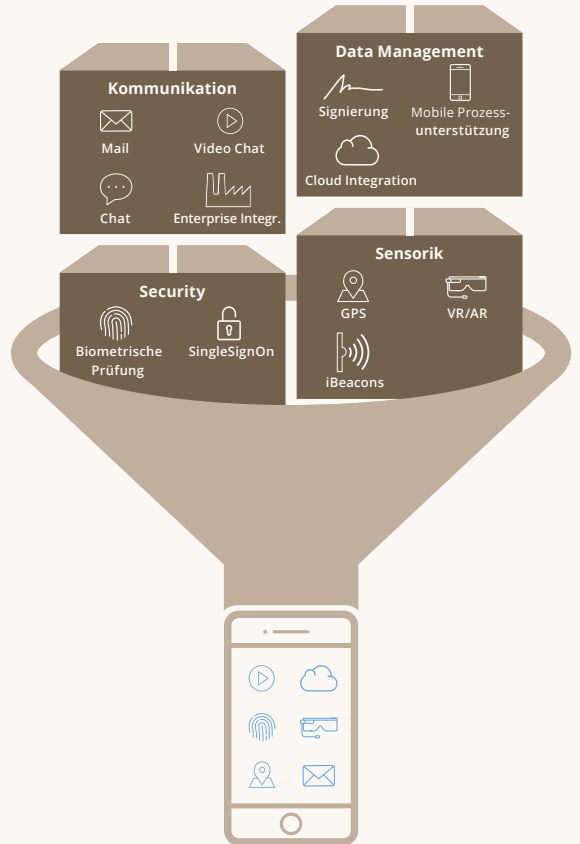 Kommunikation
Mail
Video Chat
Chat
Enterprise Integr.
Data Management
Signierung
Mobile Prozess-
unterstützung
Cloud Integration
Security
Biometrische
Prüfung
SingleSignOn
Sensorik
GPS
VR/AR
iBeacons